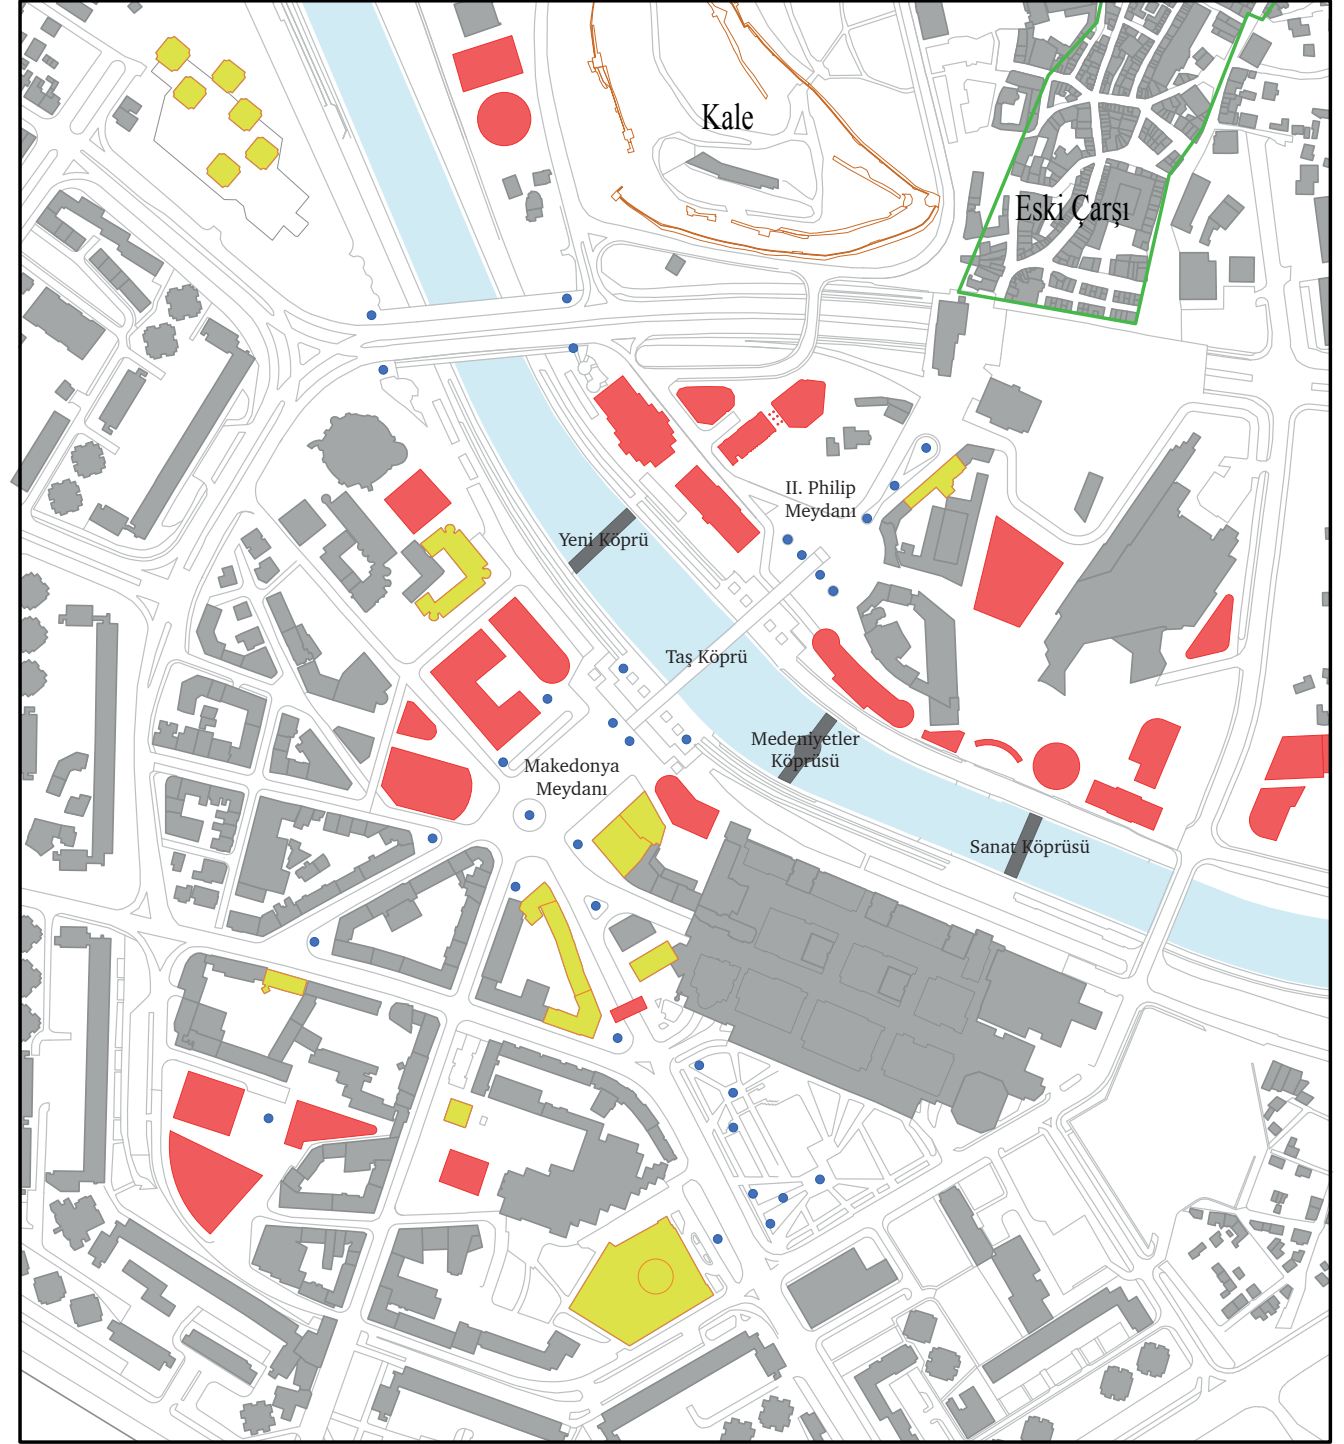 Kale
Eski Çarşı
II. Philip
Meydanı
Yeni Köprü
Taş Köprü
Medeniyetler
Köprüsü
Makedonya
Meydanı
Sanat Köprüsü